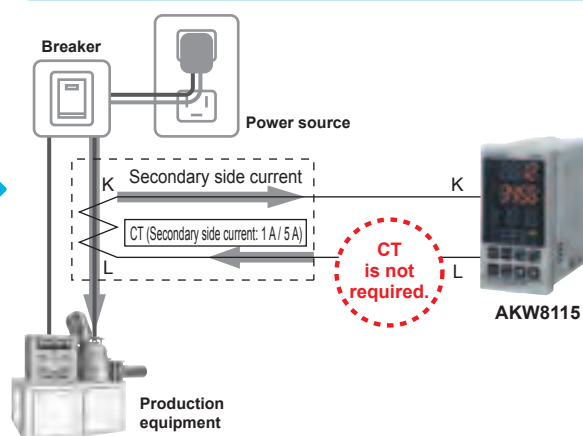 Breaker
Power source
Secondary side current
K
K
CT (Secondary side current: 1 A / 5 A)
L
L
CT
is not
required.
AKW8115
Production
equipment